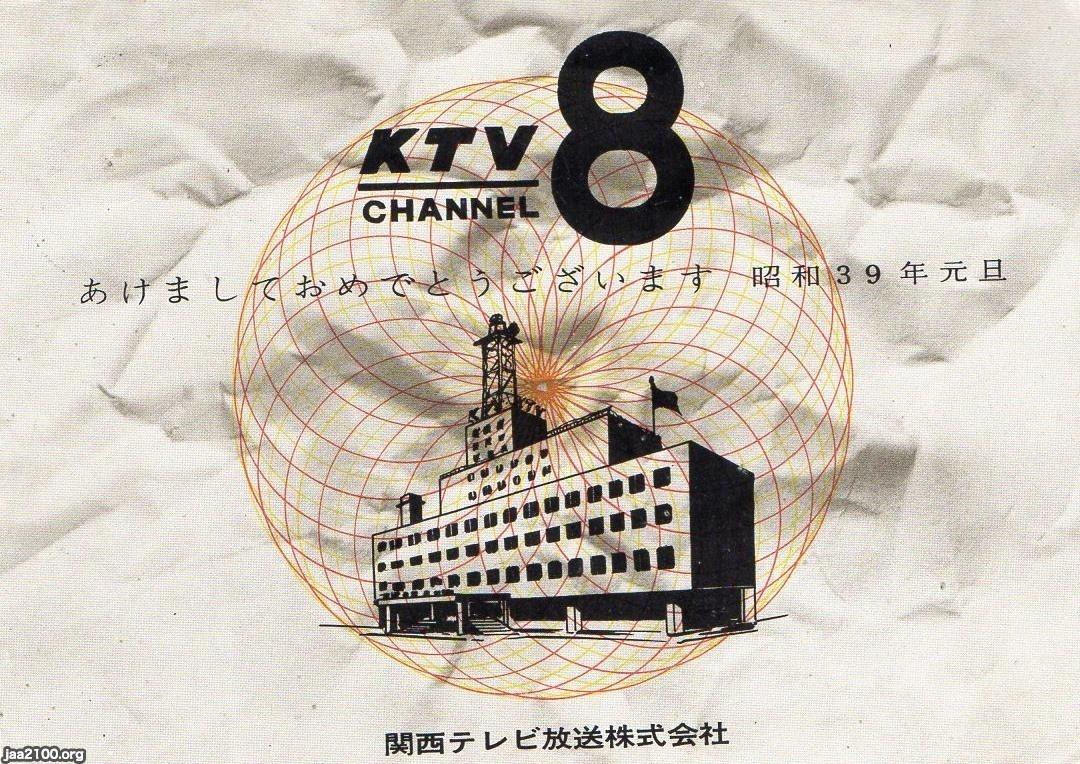 KTV 8
CHANNEL
あけましておめでとうございます 昭和39年元旦
KTV KTV
関西テレビ放送株式会社
jaa2100.org